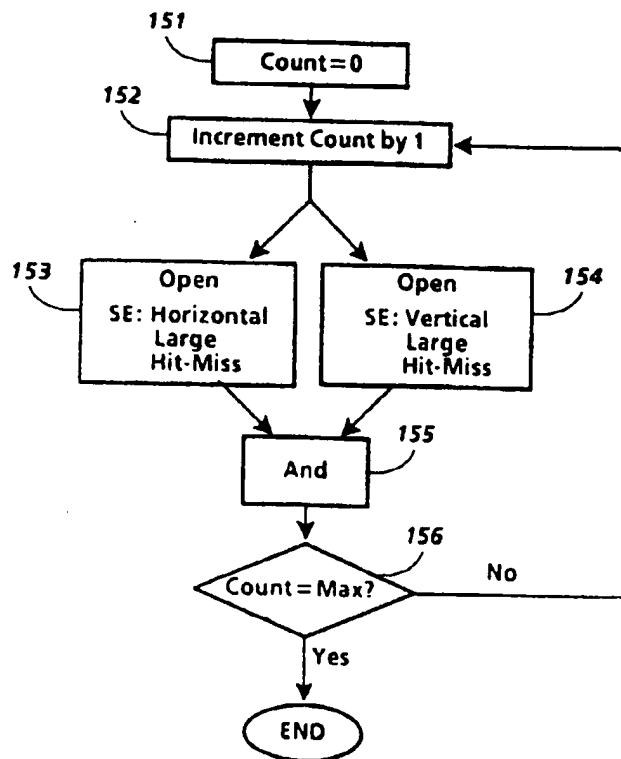 151
Count = 0
152
Increment Count by 1
153
Open
SE: Horizontal
Large
Hit-Miss
154
Open
SE: Vertical
Large
Hit-Miss
155
And
156
Count = Max?
No
Yes
END